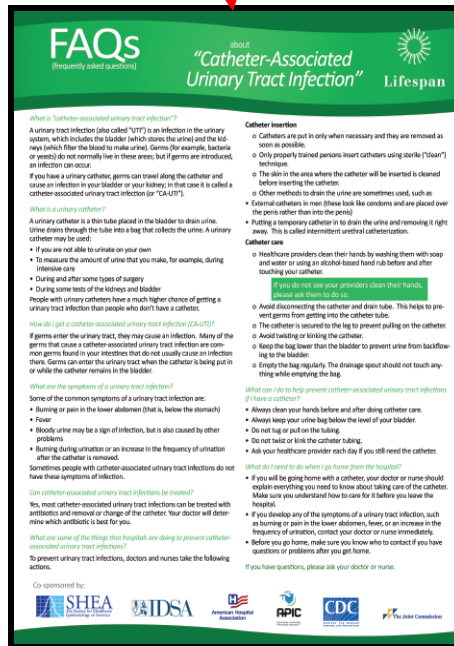 FAQs
(frequently asked questions)
about
"Catheter-Associated
Urinary Tract Infection"
Lifespan
What is "catheter-associated urinary tract infection"?
A urinary tract infection (also called "UTI") is an infection in the urinary
system, which includes the bladder (which stores the urine) and the kid-
neys (which filter the blood to make urine). Germs (for example, bacteria
or yeasts) do not normally live in these areas; but if germs are introduced,
an infection can occur.
If you have a urinary catheter, germs can travel along the catheter and
cause an infection in your bladder or your kidney; in that case it is called a
catheter-associated urinary tract infection (or "CA-UTI").
What is a urinary catheter?
A urinary catheter is a thin tube placed in the bladder to drain urine.
Urine drains through the tube into a bag that collects the urine. A urinary
catheter may be used:
• If you are not able to urinate on your own
• To measure the amount of urine that you make, for example, during
intensive care
• During and after some types of surgery
• During some tests of the kidneys and bladder
People with urinary catheters have a much higher chance of getting a
urinary tract infection than people who don't have a catheter.
How do I get a catheter-associated urinary tract infection (CA-UTI)?
If germs enter the urinary tract, they may cause an infection. Many of the
germs that cause a catheter-associated urinary tract infection are com-
mon germs found in your intestines that do not usually cause an infection
there. Germs can enter the urinary tract when the catheter is being put in
or while the catheter remains in the bladder.
What are the symptoms of a urinary tract infection?
Some of the common symptoms of a urinary tract infection are:
• Burning or pain in the lower abdomen (that is, below the stomach)
• Fever
• Bloody urine may be a sign of infection, but is also caused by other
problems
• Burning during urination or an increase in the frequency of urination
after the catheter is removed.
Sometimes people with catheter-associated urinary tract infections do not
have these symptoms of infection.
Can catheter-associated urinary tract infections be treated?
Yes, most catheter-associated urinary tract infections can be treated with
antibiotics and removal or change of the catheter. Your doctor will deter-
mine which antibiotic is best for you.
What are some of the things that hospitals are doing to prevent catheter-
associated urinary tract infections?
To prevent urinary tract infections, doctors and nurses take the following
actions.
Catheter insertion
o Catheters are put in only when necessary and they are removed as
soon as possible.
o Only properly trained persons insert catheters using sterile ("clean")
technique.
o The skin in the area where the catheter will be inserted is cleaned
before inserting the catheter.
o Other methods to drain the urine are sometimes used, such as
• External catheters in men (these look like condoms and are placed over
the penis rather than into the penis)
• Putting a temporary catheter in to drain the urine and removing it right
away. This is called intermittent urethral catheterization.
Catheter care
o Healthcare providers clean their hands by washing them with soap
and water or using an alcohol-based hand rub before and after
touching your catheter.
If you do not see your providers clean their hands,
please ask them to do so.
o Avoid disconnecting the catheter and drain tube. This helps to pre-
vent germs from getting into the catheter tube.
o The catheter is secured to the leg to prevent pulling on the catheter.
o Avoid twisting or kinking the catheter.
o Keep the bag lower than the bladder to prevent urine from backflow-
ing to the bladder.
o Empty the bag regularly. The drainage spout should not touch any-
thing while emptying the bag.
What can I do to help prevent catheter-associated urinary tract infections
if I have a catheter?
• Always clean your hands before and after doing catheter care.
• Always keep your urine bag below the level of your bladder.
• Do not tug or pull on the tubing.
• Do not twist or kink the catheter tubing.
• Ask your healthcare provider each day if you still need the catheter.
What do I need to do when I go home from the hospital?
• If you will be going home with a catheter, your doctor or nurse should
explain everything you need to know about taking care of the catheter.
Make sure you understand how to care for it before you leave the
hospital.
• If you develop any of the symptoms of a urinary tract infection, such
as burning or pain in the lower abdomen, fever, or an increase in the
frequency of urination, contact your doctor or nurse immediately.
• Before you go home, make sure you know who to contact if you have
questions or problems after you get home.
If you have questions, please ask your doctor or nurse.
Co-sponsored by:
SHEA
The Society for Healthcare
Epidemiology of America
IDSA
American Hospital
Association
APIC
CDC
The Joint Commission